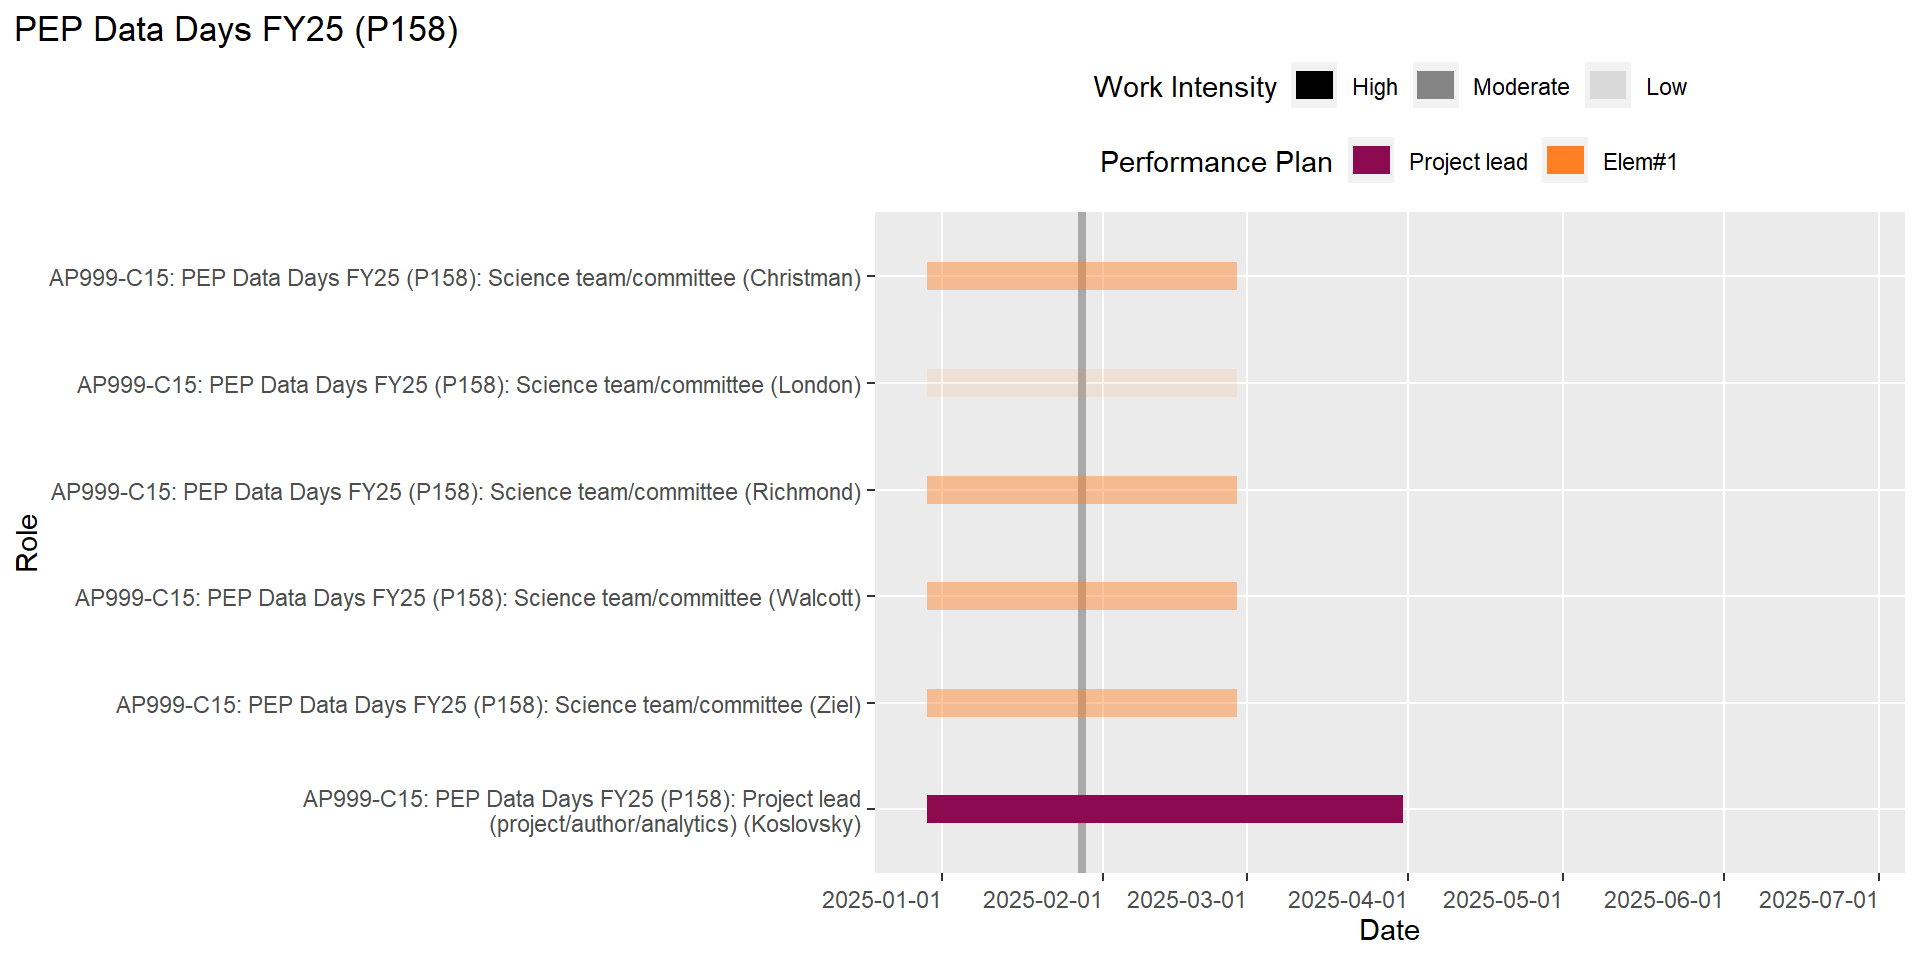 PEP Data Days FY25 (P158)
Work Intensity High Moderate Low
Performance Plan Project lead Elem#1
AP999-C15: PEP Data Days FY25 (P158): Science team/committee (Christman)
AP999-C15: PEP Data Days FY25 (P158): Science team/committee (London)
AP999-C15: PEP Data Days FY25 (P158): Science team/committee (Richmond)
Role
AP999-C15: PEP Data Days FY25 (P158): Science team/committee (Walcott)
AP999-C15: PEP Data Days FY25 (P158): Science team/committee (Ziel)
AP999-C15: PEP Data Days FY25 (P158): Project lead
(project/author/analytics) (Koslovsky)
2025-01-01 2025-02-01 2025-03-01 2025-04-01 2025-05-01 2025-06-01 2025-07-01
Date